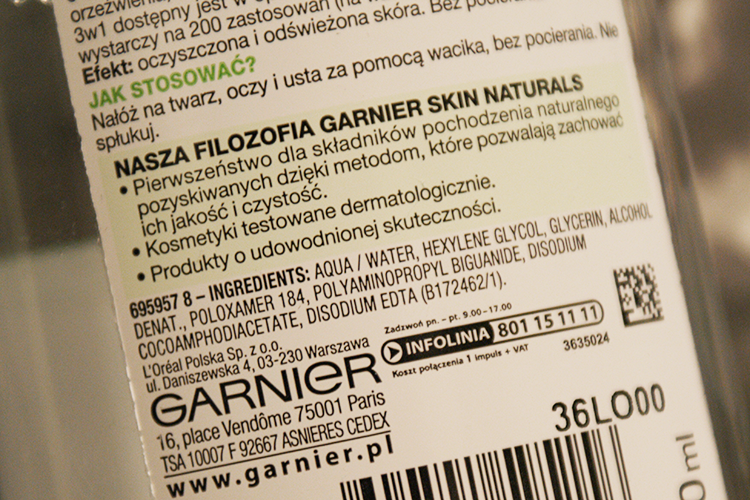 orzeźwienia,
3w1 dostępny jest w
wystarczy na 200 zastosowań (na
Efekt: oczyszczona i odświeżona skóra. Bez
JAK STOSOWAĆ?
Nałóż na twarz, oczy i usta za pomocą wacika, bez pocierania. Nie
spłukuj.
NASZA FILOZOFIA GARNIER SKIN NATURALS
• Pierwszeństwo dla składników pochodzenia naturalnego
pozyskiwanych dzięki metodom, które pozwalają zachować
ich jakość i czystość.
• Kosmetyki testowane dermatologicznie.
• Produkty o udowodnionej skuteczności.
695957 8 – INGREDIENTS: AQUA / WATER, HEXYLENE GLYCOL, GLYCERIN, ALCOHOL
DENAT., POLOXAMER 184, POLYAMINOPROPYL BIGUANIDE, DISODIUM
COCOAMPHODIACETATE, DISODIUM EDTA (B172462/1).
L'Oréal Polska Sp. z o.o.
ul. Daniszewska 4, 03-230 Warszawa
Zadzwoń pn. – pt. 9.00–17.00
INFOLINIA 801 15 11 11
Koszt połączenia 1 impuls + VAT
3635024
GARNIER
16, place Vendôme 75001 Paris
TSA 10007 F 92667 ASNIERES CEDEX
www.garnier.pl
36LO00
0 ml